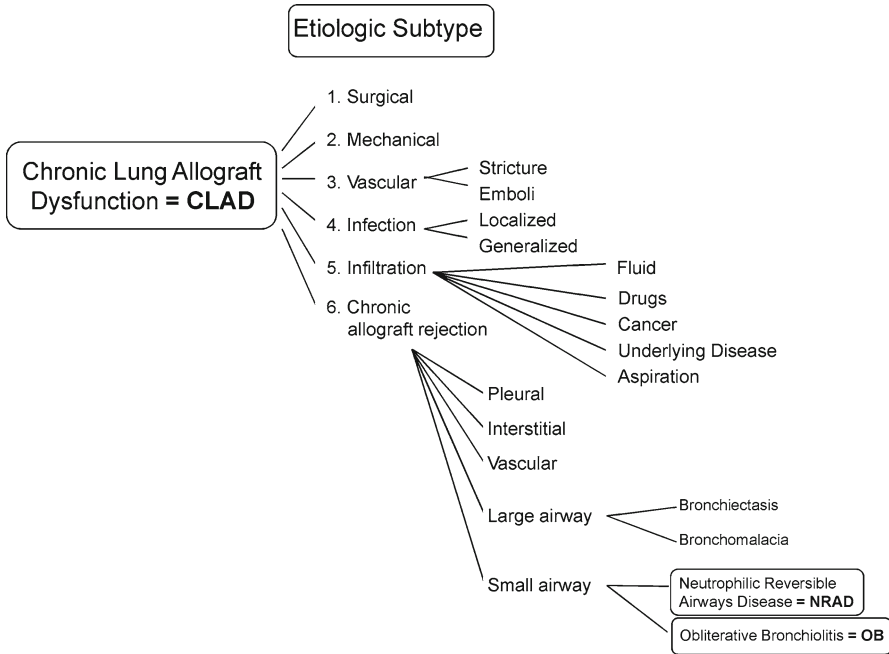 Etiologic Subtype
Chronic Lung Allograft
Dysfunction = CLAD
1. Surgical
2. Mechanical
3. Vascular
Stricture
Emboli
4. Infection
Localized
Generalized
5. Infiltration
Fluid
Drugs
Cancer
Underlying Disease
Aspiration
6. Chronic
allograft rejection
Pleural
Interstitial
Vascular
Large airway
Bronchiectasis
Bronchomalacia
Small airway
Neutrophilic Reversible
Airways Disease = NRAD
Obliterative Bronchiolitis = OB